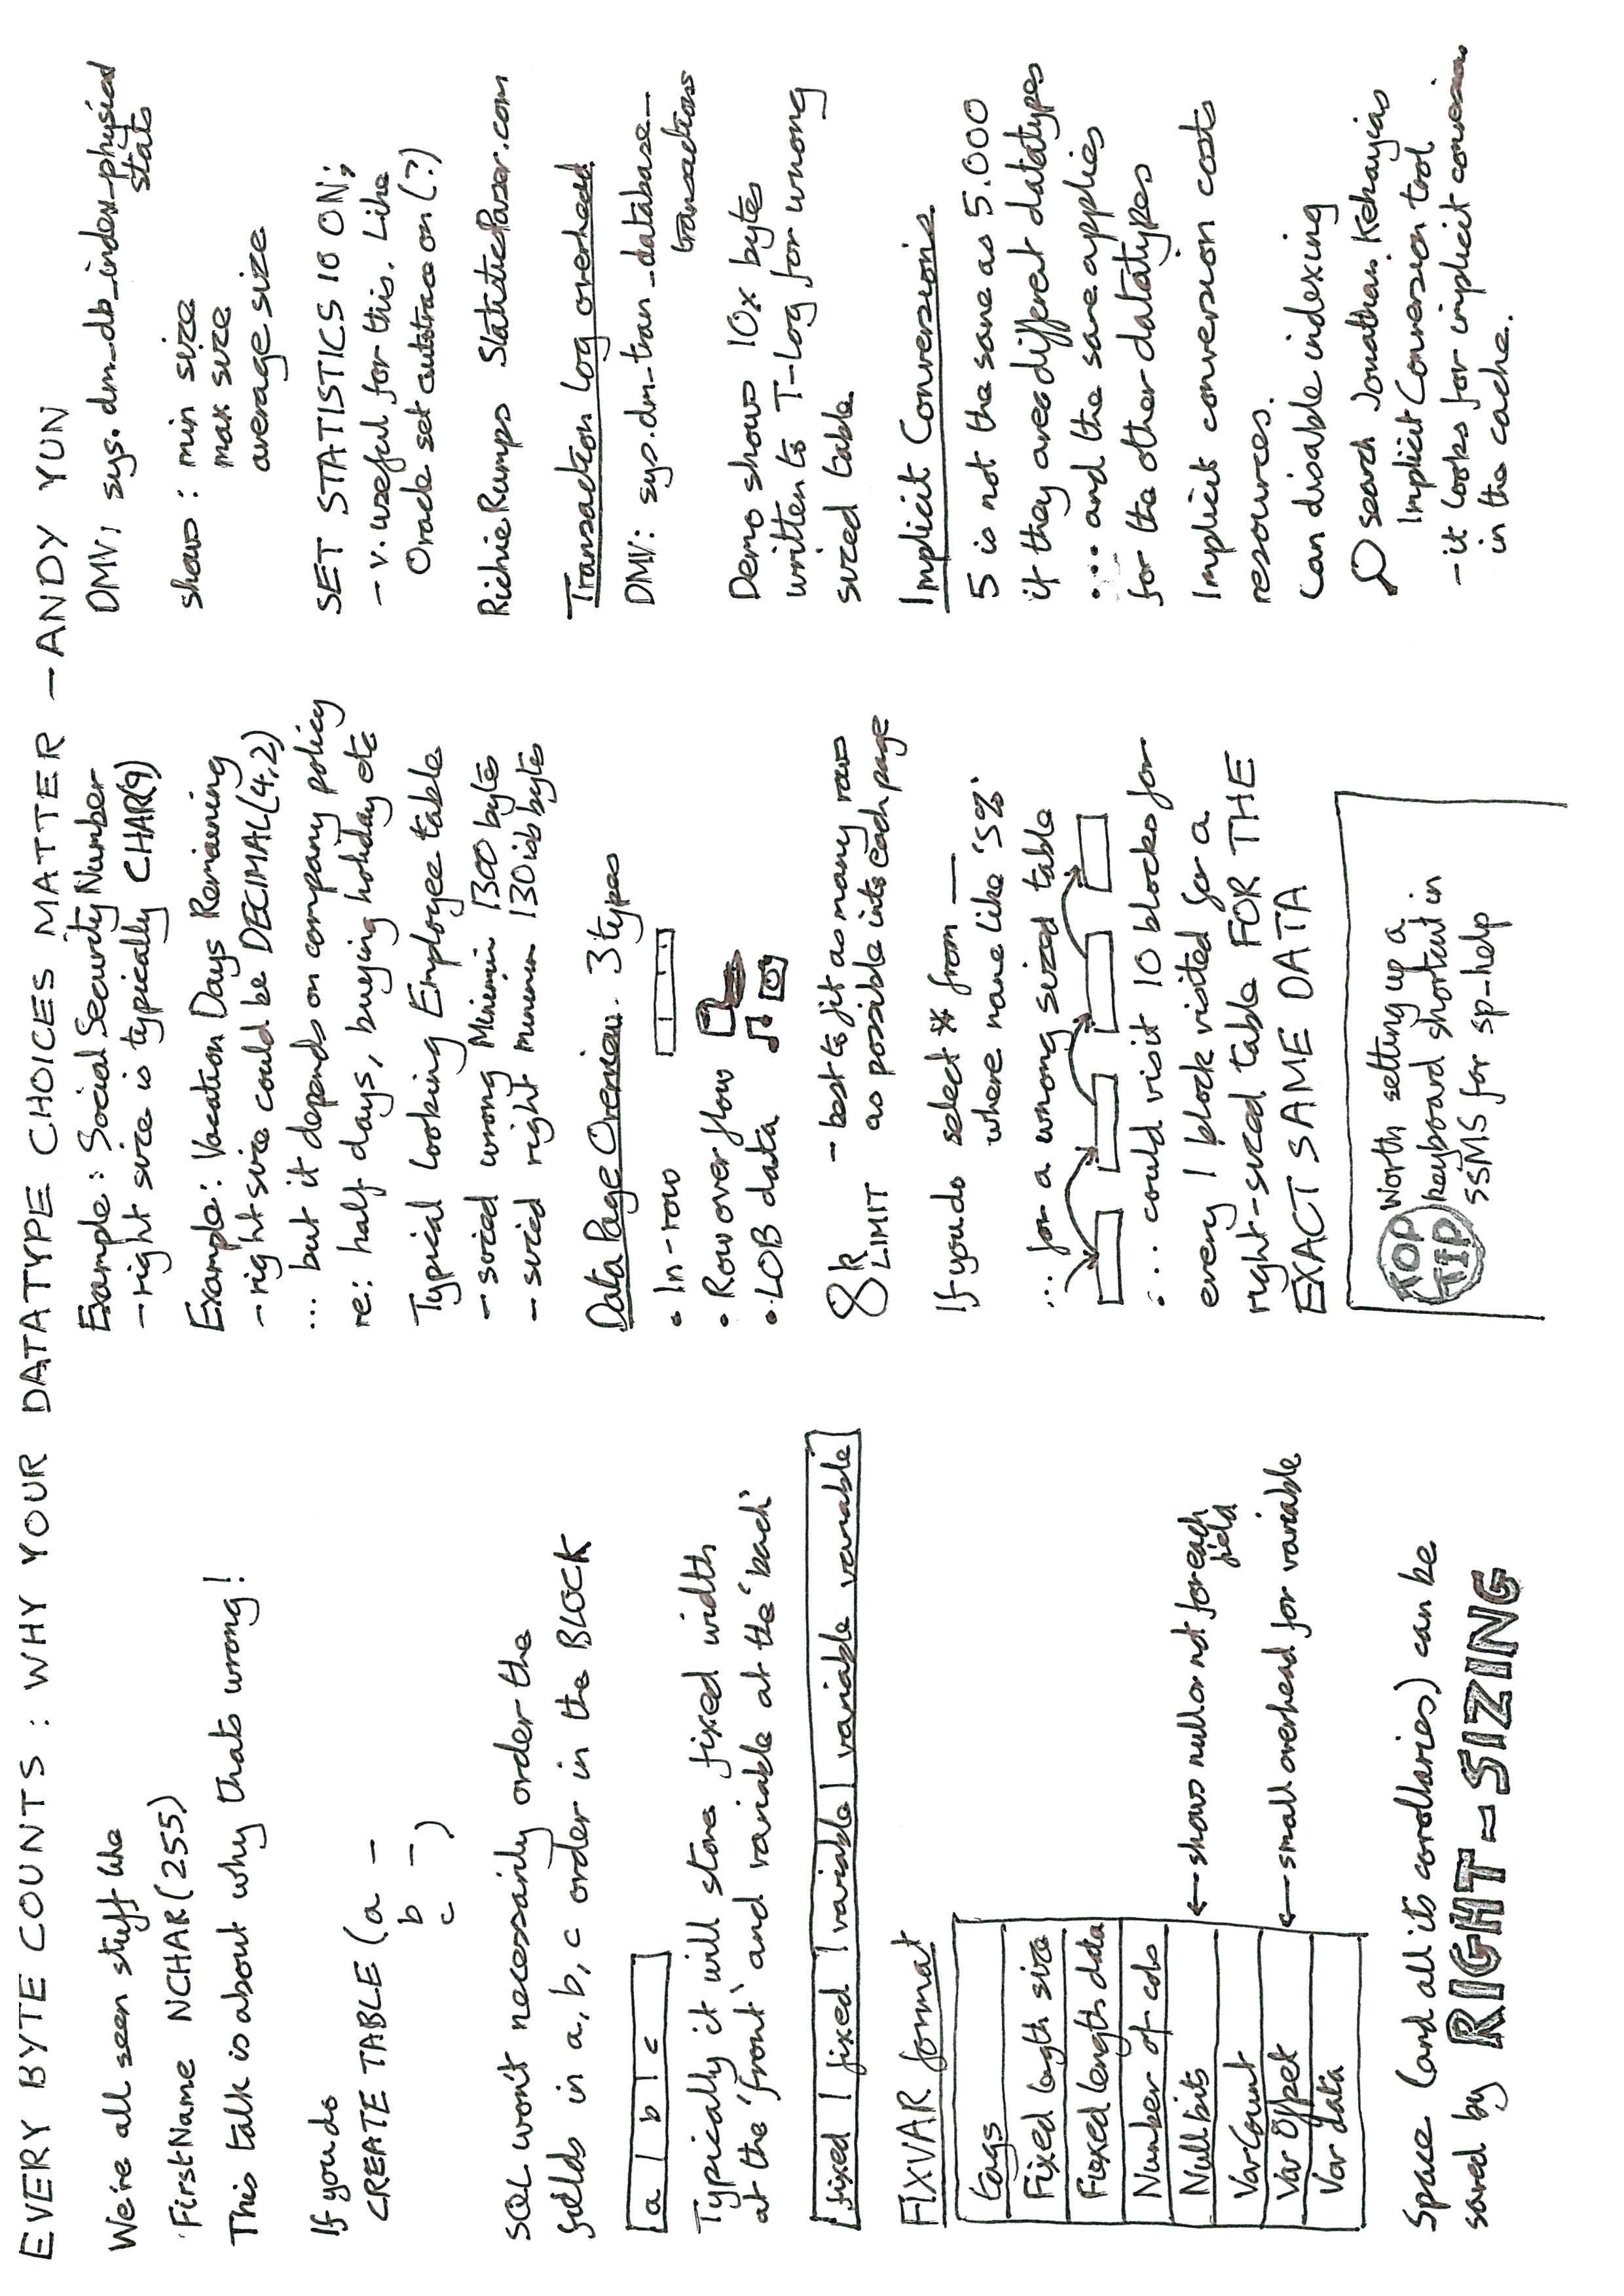 EVERY BYTE COUNTS : WHY YOUR DATATYPE CHOICES MATTER – ANDY YUN
We're all seen stuff like
'FirstName NCHAR(255)
This talk is about why thats wrong!
If you do
CREATE TABLE (a –
b –
c –)
SQL won't necessarily order the
fields in a, b, c order in the BLOCK
a | b | c
Typically it will store fixed width
at the 'front' and variable at the 'back'
fixed | fixed | variable | variable variable variable
FIXVAR format
tags
Fixed length size
Fixed length data
Number of cols
Null bits
← shows null or not for each
field
VarCount
Var Offset
← small overhead for variable
Var data
Space (and all its corollaries) can be
saved by RIGHT-SIZING
Example: Social Security Number
– right size is typically CHAR(9)
Example: Vacation Days Remaining
– right size could be DECIMAL(4,2)
... but it depends on company policy
re: half days, buying holiday etc
Typical looking Employee table
– sized wrong Minimum 1300 byte
– sized right minimum 130 byte
Data Page Overview. 3 types
• In-row
• Row overflow
• LOB data
8K LIMIT – best to fit as many rows
as possible into each page
If you do select * from —
where name like 'S%'
... for a wrong sized table
... could visit 10 blocks for
every 1 block visited for a
right-sized table FOR THE
EXACT SAME DATA
TOP TIP
Worth setting up a
keyboard shortcut in
SSMS for sp-help
DMV; sys.dm_db_index_physical
stats
shows : min size
max size
average size
SET STATISTICS IO ON;
– v. useful for this. Like
Oracle set autotrace on (?)
RichieRumps StatisticParser.com
Transaction Log overhead
DMV: sys.dm_tran_database_
transactions
Demo shows 10x bytes
written to T-Log for wrong
sized table
Implicit Conversions
5 is not the same as 5.000
if they are different datatypes
... and the same applies
for the other datatypes
Implicit conversion costs
resources.
Can disable indexing
search Jonathan Kehayias
Implicit Conversion tool
– it looks for implicit conversions
in the cache.